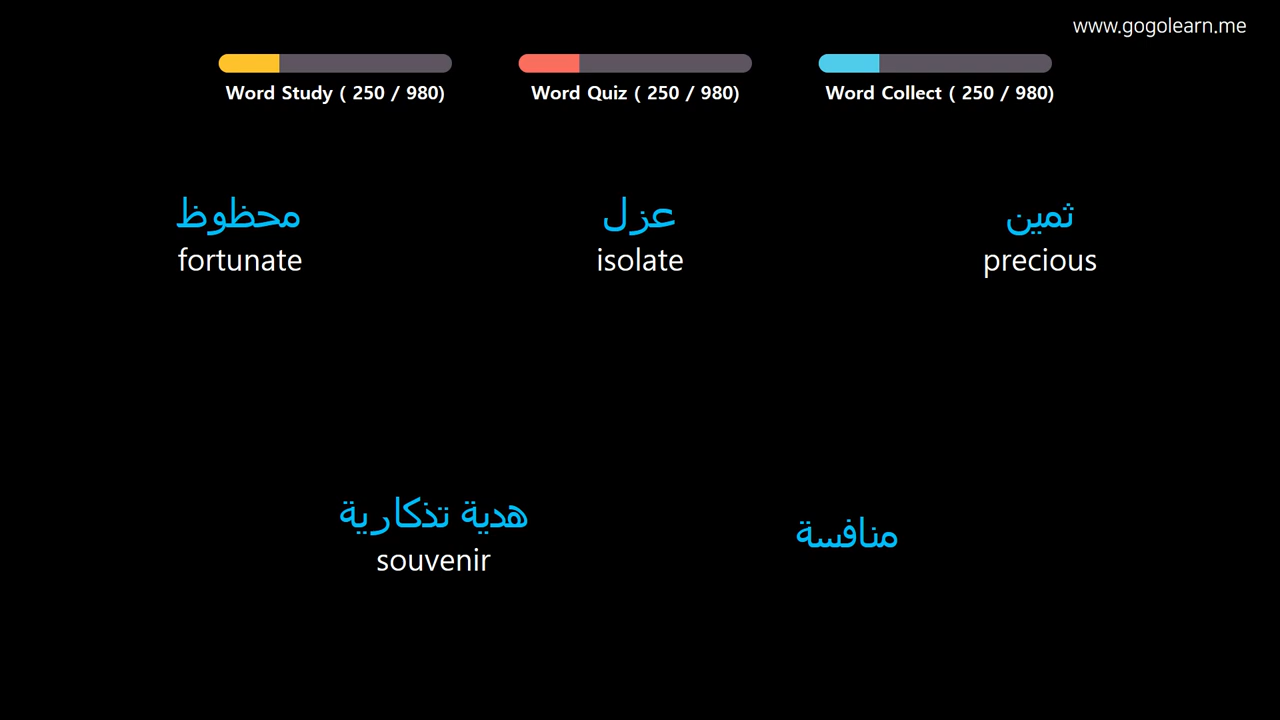 www.gogolearn.me
Word Study ( 250 / 980)
Word Quiz ( 250 / 980)
Word Collect ( 250 / 980)
محظوظ
fortunate
عزل
isolate
ثمين
precious
هدية تذكارية
souvenir
منافسة